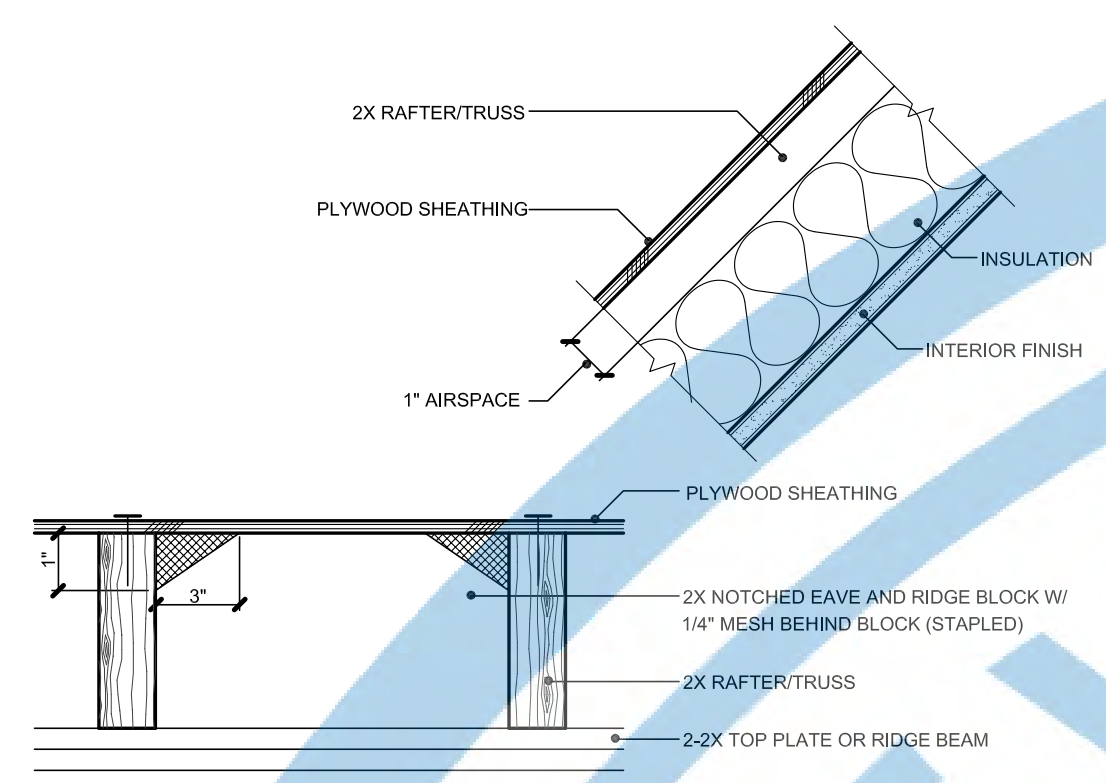 2X RAFTER/TRUSS
PLYWOOD SHEATHING
INSULATION
INTERIOR FINISH
1" AIRSPACE
PLYWOOD SHEATHING
1"
3"
2X NOTCHED EAVE AND RIDGE BLOCK W/
1/4" MESH BEHIND BLOCK (STAPLED)
2X RAFTER/TRUSS
2-2X TOP PLATE OR RIDGE BEAM